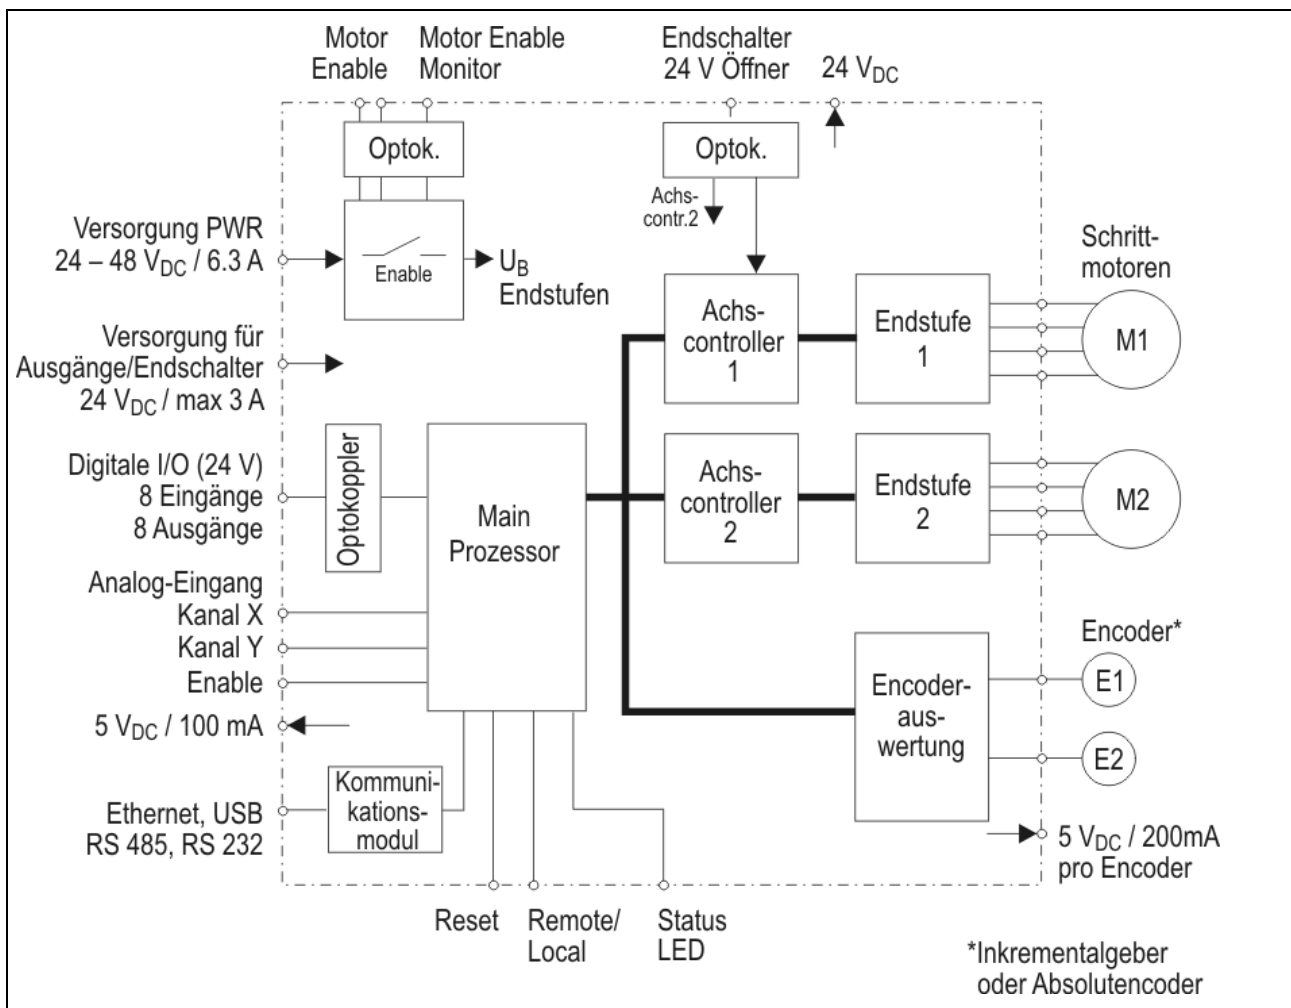 Motor
Enable
Motor Enable
Monitor
Endschalter
24 V Öffner
24 VDC
Optok.
Optok.
Achs-
contr.2
Versorgung PWR
24 – 48 VDC / 6.3 A
Enable
UB
Endstufen
Schritt-
motoren
Achs-
controller
1
Endstufe
1
M1
Versorgung für
Ausgänge/Endschalter
24 VDC / max 3 A
Digitale I/O (24 V)
8 Eingänge
8 Ausgänge
Optokoppler
Main
Prozessor
Achs-
controller
2
Endstufe
2
M2
Analog-Eingang
Kanal X
Kanal Y
Enable
5 VDC / 100 mA
Encoder*
Encoder-
aus-
wertung
E1
E2
Ethernet, USB
RS 485, RS 232
Kommuni-
kations-
modul
5 VDC / 200mA
pro Encoder
Reset
Remote/
Local
Status
LED
*Inkrementalgeber
oder Absolutencoder